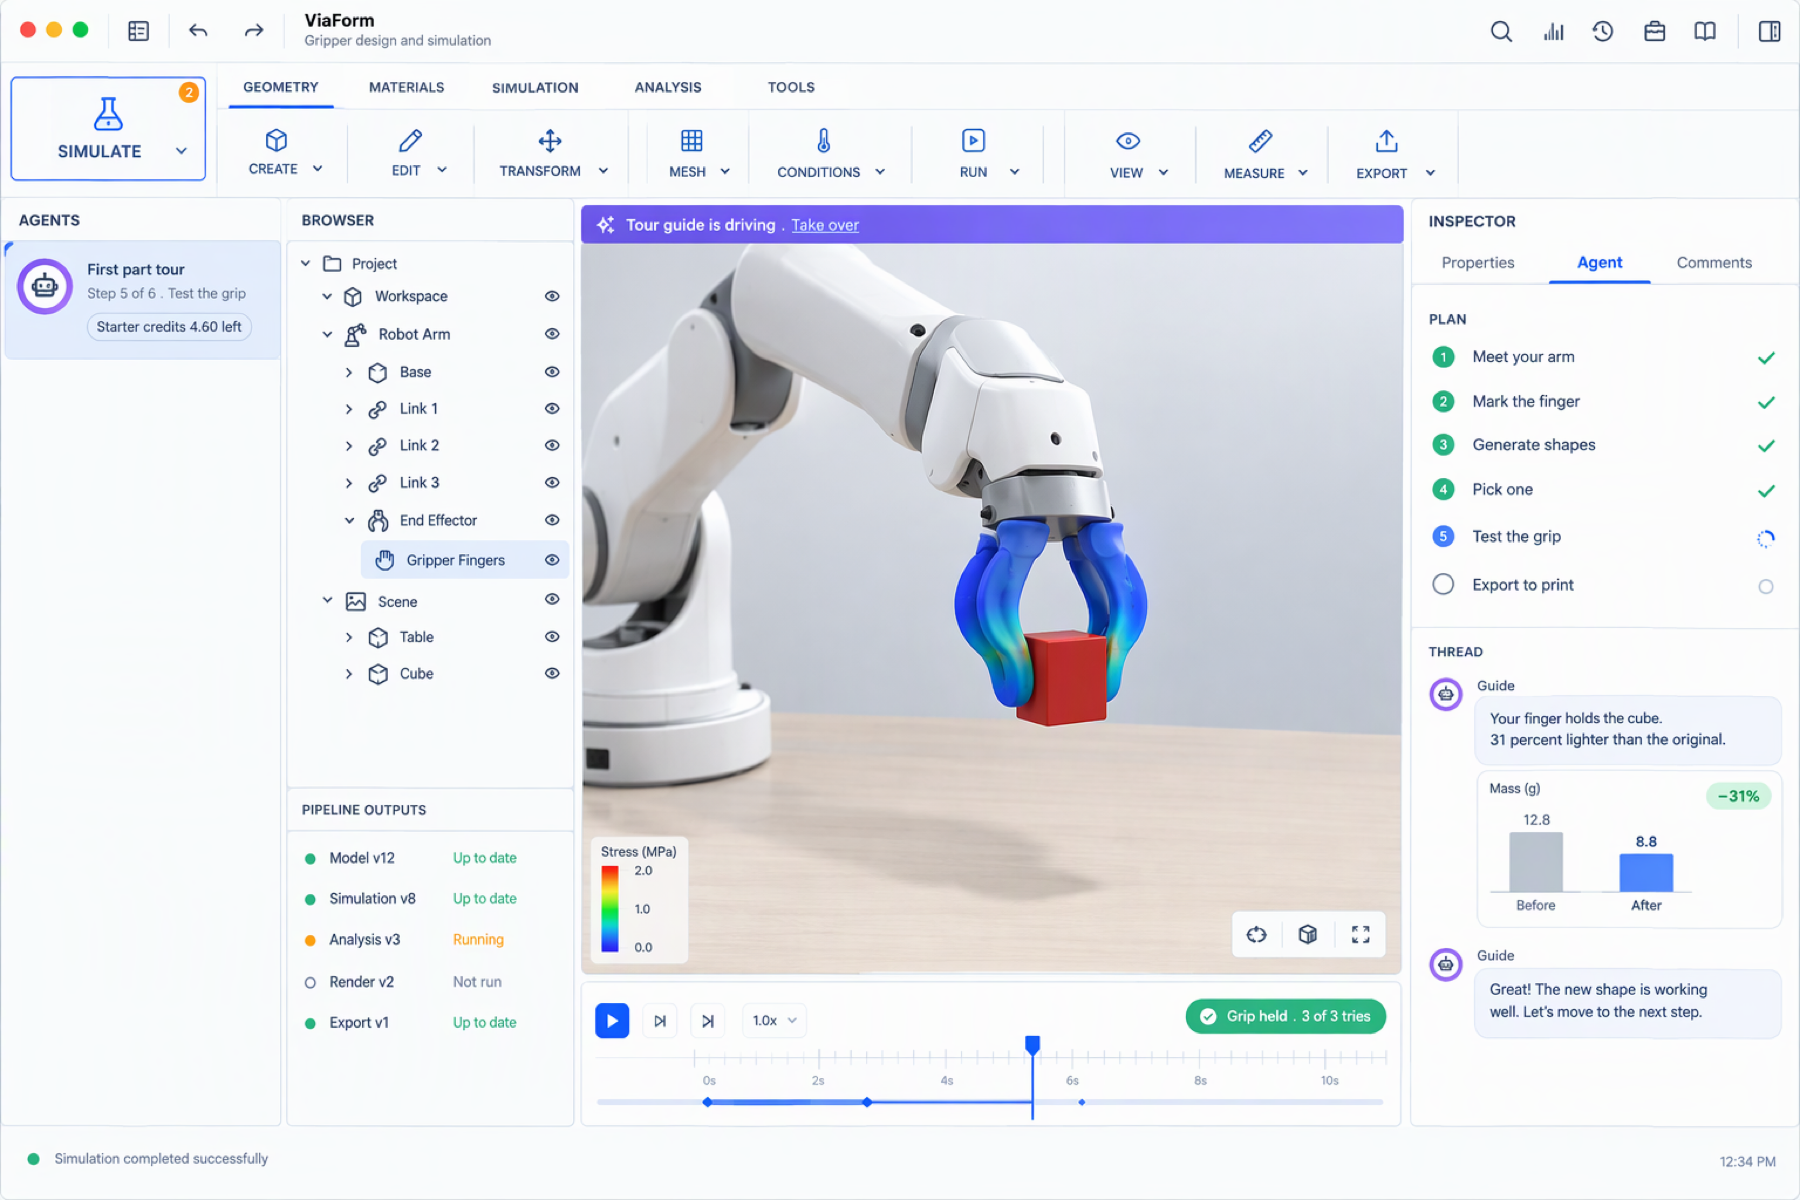 ViaForm
Gripper design and simulation
2
SIMULATE
GEOMETRY
MATERIALS
SIMULATION
ANALYSIS
TOOLS
CREATE
EDIT
TRANSFORM
MESH
CONDITIONS
RUN
VIEW
MEASURE
EXPORT
AGENTS
First part tour
Step 5 of 6 . Test the grip
Starter credits 4.60 left
BROWSER
Project
Workspace
Robot Arm
Base
Link 1
Link 2
Link 3
End Effector
Gripper Fingers
Scene
Table
Cube
PIPELINE OUTPUTS
Model v12 Up to date
Simulation v8 Up to date
Analysis v3 Running
Render v2 Not run
Export v1 Up to date
Tour guide is driving . Take over
Stress (MPa)
2.0
1.0
0.0
1.0x
Grip held . 3 of 3 tries
0s 2s 4s 6s 8s 10s
INSPECTOR
Properties Agent Comments
PLAN
1 Meet your arm
2 Mark the finger
3 Generate shapes
4 Pick one
5 Test the grip
Export to print
THREAD
Guide
Your finger holds the cube.
31 percent lighter than the original.
Mass (g)
−31%
12.8
8.8
Before
After
Guide
Great! The new shape is working
well. Let's move to the next step.
Simulation completed successfully
12:34 PM